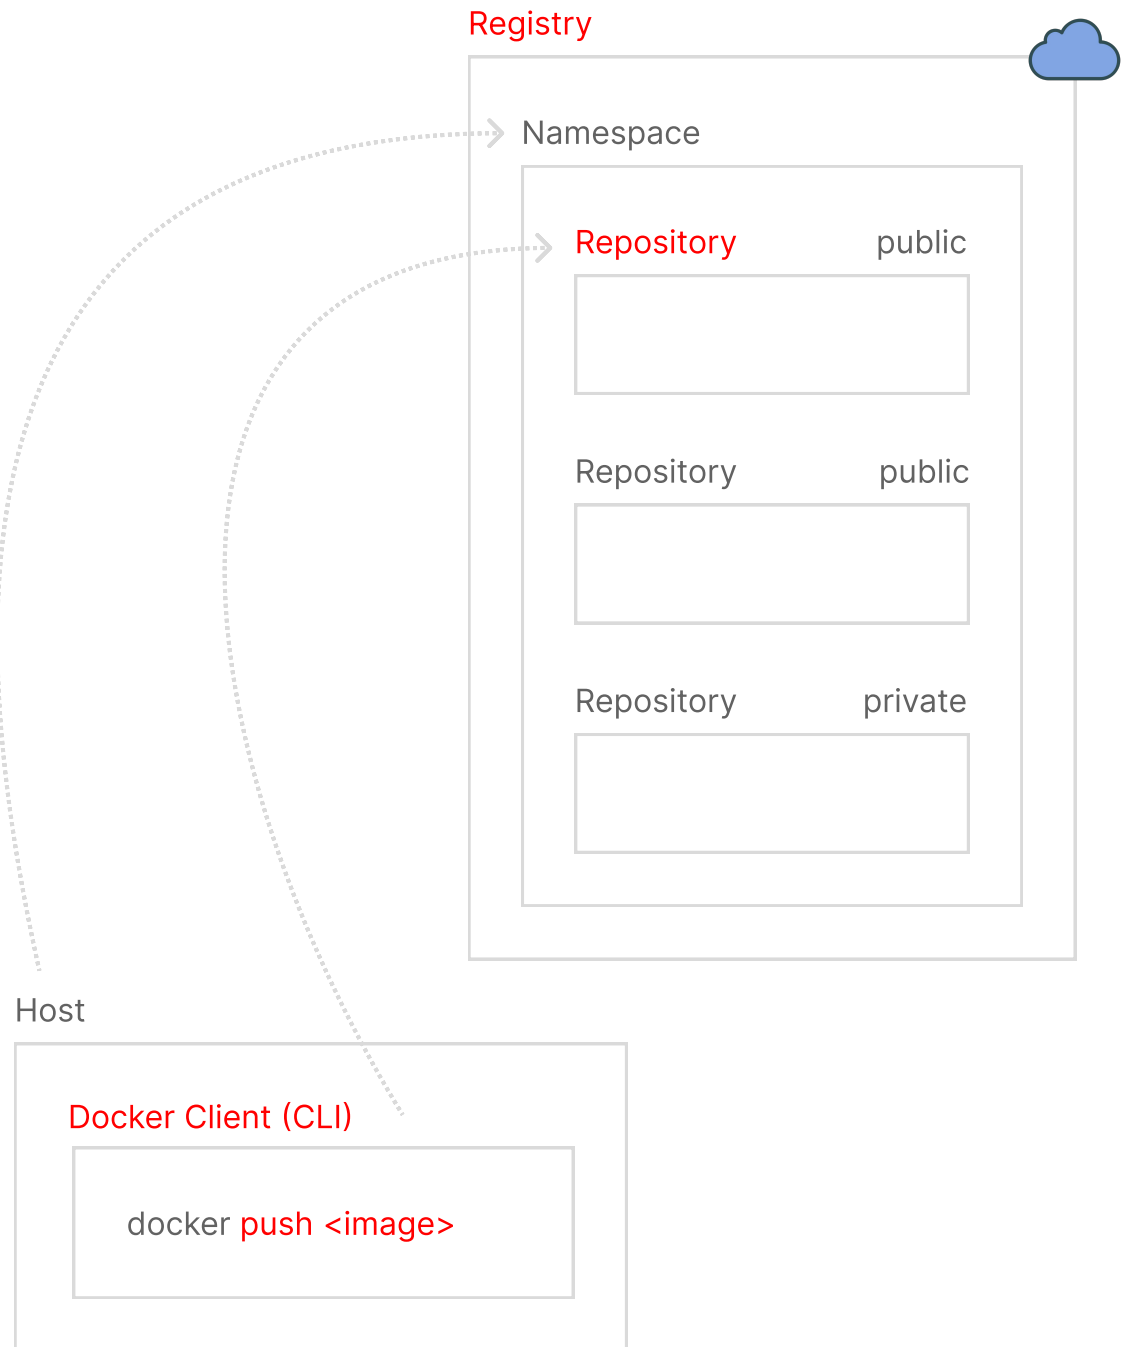 Registry
Namespace
Repository public
Repository public
Repository private
Host
Docker Client (CLI)
docker push <image>